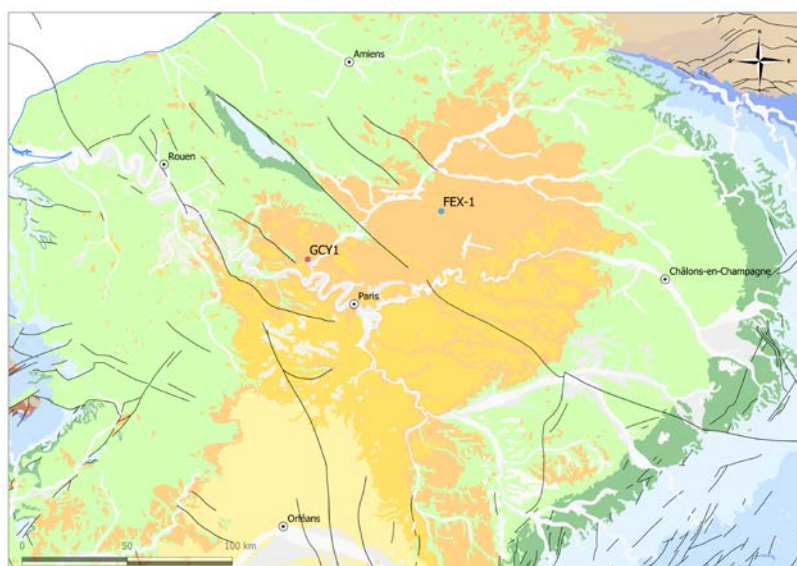 Amiens
Rouen
FEX-1
GCY1
Châlons-en-Champagne
Paris
Orléans
0 50 100 km